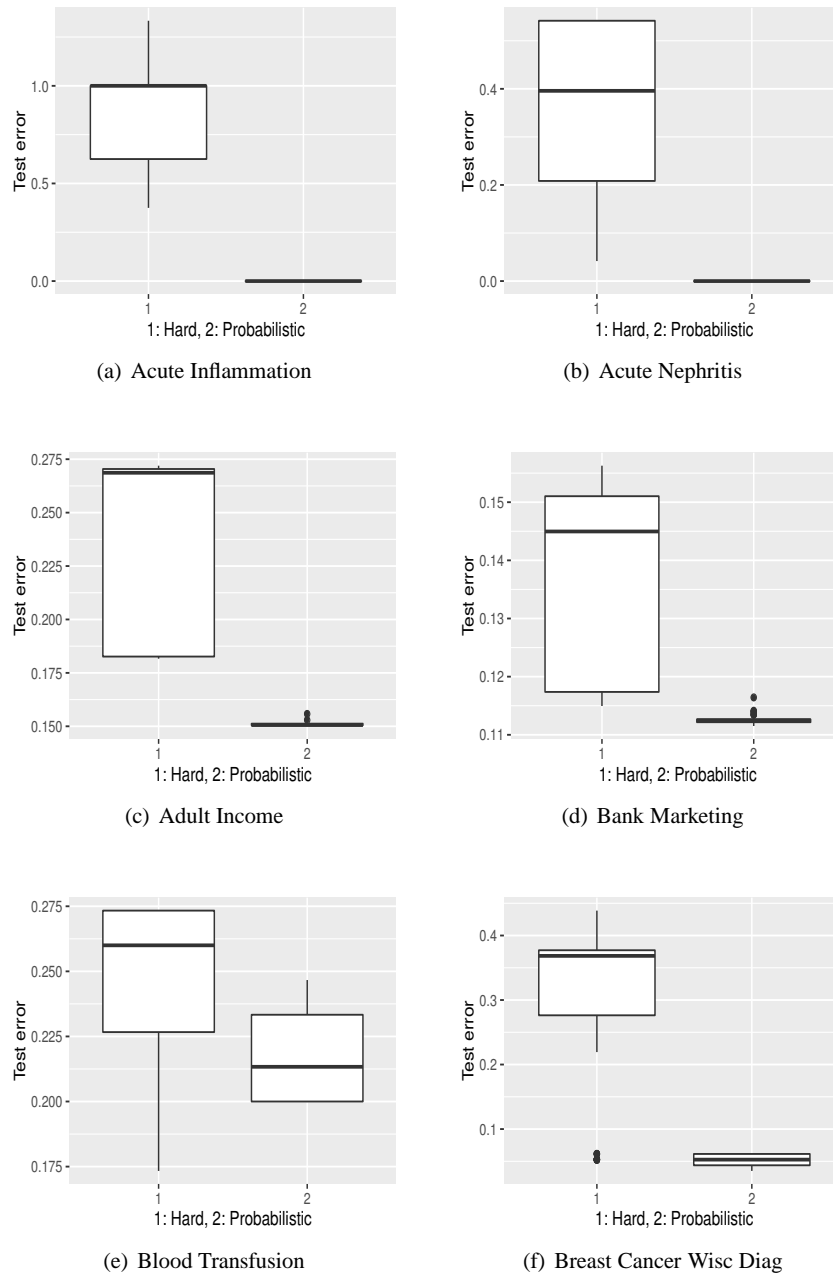 Test error
1.0
0.5
0.0
1
2
1: Hard, 2: Probabilistic
(a) Acute Inflammation
Test error
0.4
0.2
0.0
1
2
1: Hard, 2: Probabilistic
(b) Acute Nephritis
Test error
0.275
0.250
0.225
0.200
0.175
0.150
1
2
1: Hard, 2: Probabilistic
(c) Adult Income
Test error
0.15
0.14
0.13
0.12
0.11
1
2
1: Hard, 2: Probabilistic
(d) Bank Marketing
Test error
0.275
0.250
0.225
0.200
0.175
1
2
1: Hard, 2: Probabilistic
(e) Blood Transfusion
Test error
0.4
0.3
0.2
0.1
1
2
1: Hard, 2: Probabilistic
(f) Breast Cancer Wisc Diag